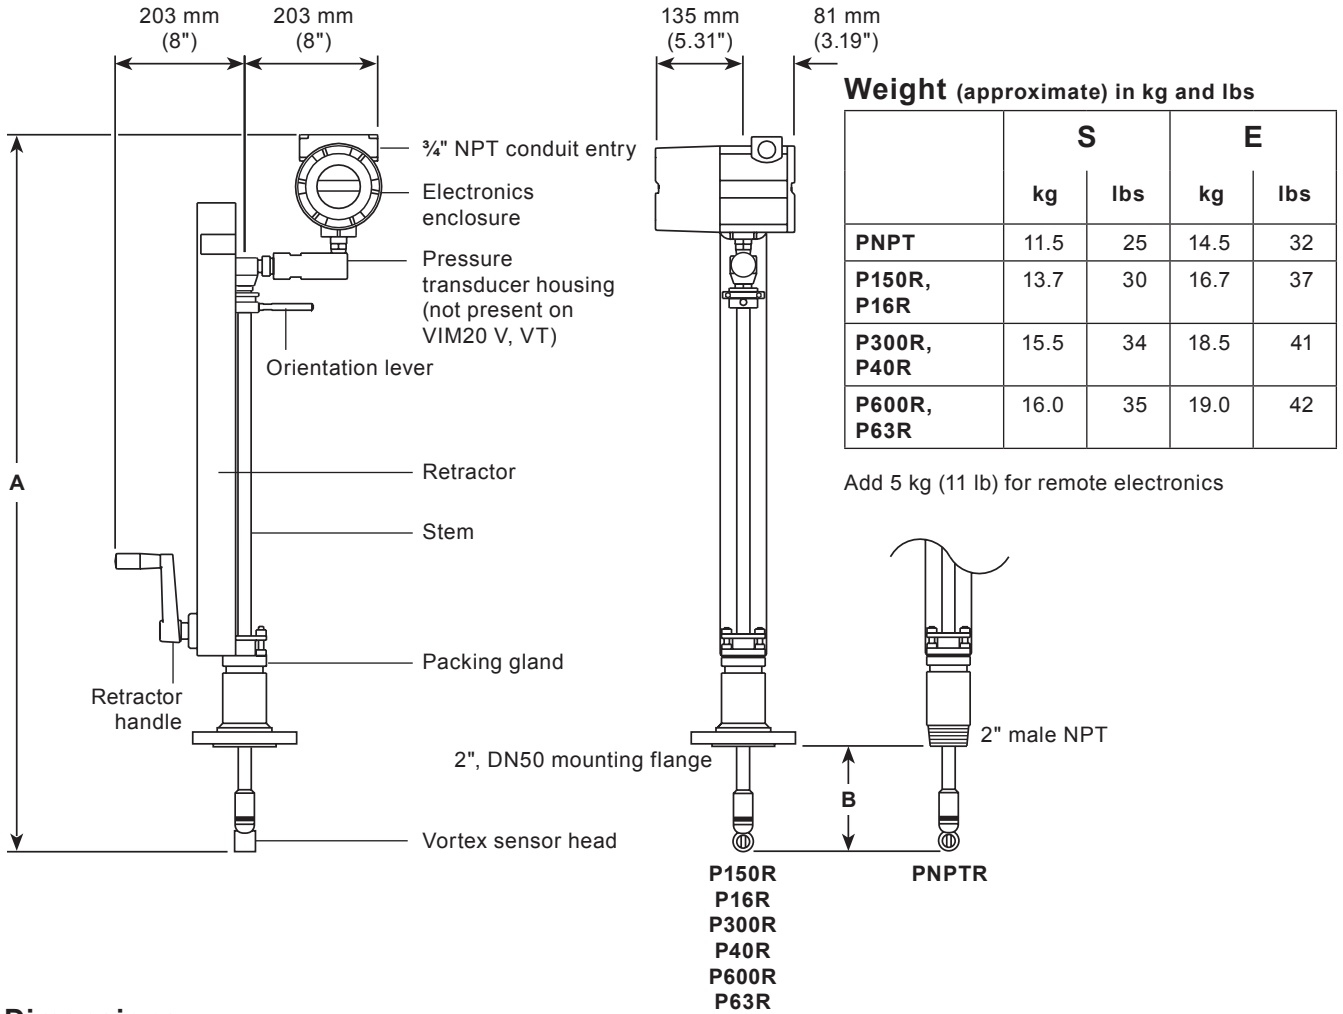 203 mm
(8")
203 mm
(8")
135 mm
(5.31")
81 mm
(3.19")
¾" NPT conduit entry
Electronics
enclosure
Pressure
transducer housing
(not present on
VIM20 V, VT)
Orientation lever
A
Retractor
Stem
Packing gland
Retractor
handle
2", DN50 mounting flange
Vortex sensor head
B
2" male NPT
P150R
P16R
P300R
P40R
P600R
P63R
PNPTR
Weight (approximate) in kg and lbs
S E
kg lbs kg lbs
PNPT 11.5 25 14.5 32
P150R, 13.7 30 16.7 37
P16R
P300R, 15.5 34 18.5 41
P40R
P600R, 16.0 35 19.0 42
P63R
Add 5 kg (11 lb) for remote electronics